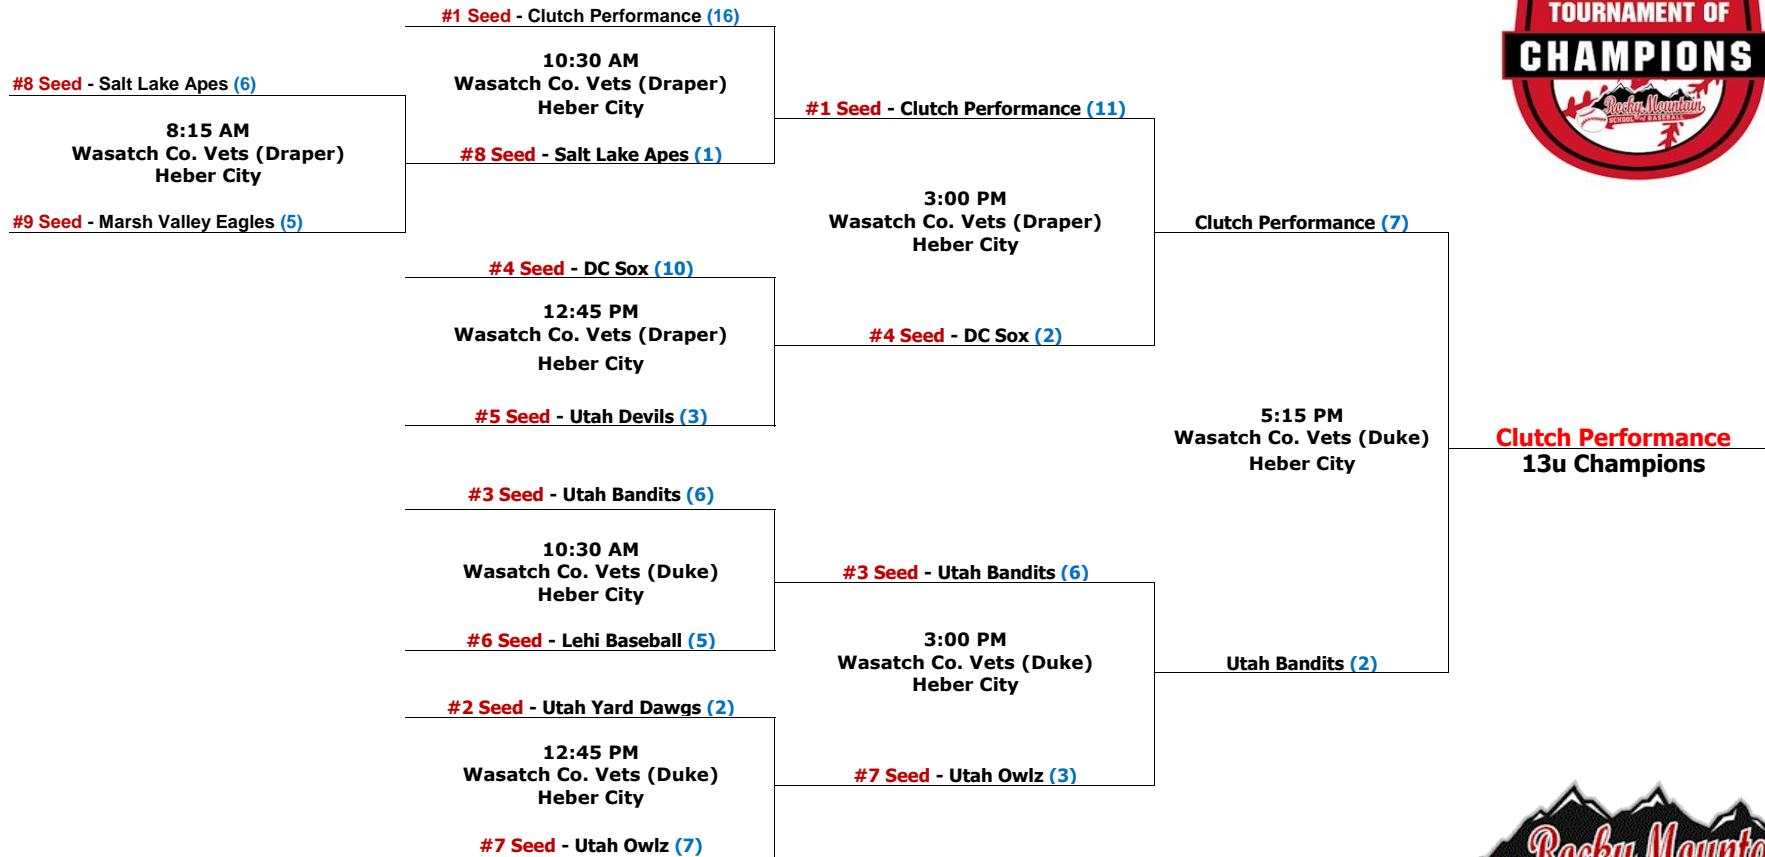 #1 Seed - Clutch Performance (16)
10:30 AM
Wasatch Co. Vets (Draper)
Heber City
#8 Seed - Salt Lake Apes (6)
8:15 AM
Wasatch Co. Vets (Draper)
Heber City
#9 Seed - Marsh Valley Eagles (5)
#8 Seed - Salt Lake Apes (1)
#1 Seed - Clutch Performance (11)
3:00 PM
Wasatch Co. Vets (Draper)
Heber City
#4 Seed - DC Sox (10)
12:45 PM
Wasatch Co. Vets (Draper)
Heber City
#5 Seed - Utah Devils (3)
#4 Seed - DC Sox (2)
Clutch Performance (7)
5:15 PM
Wasatch Co. Vets (Duke)
Heber City
Clutch Performance
13u Champions
#3 Seed - Utah Bandits (6)
10:30 AM
Wasatch Co. Vets (Duke)
Heber City
#6 Seed - Lehi Baseball (5)
#3 Seed - Utah Bandits (6)
3:00 PM
Wasatch Co. Vets (Duke)
Heber City
Utah Bandits (2)
#2 Seed - Utah Yard Dawgs (2)
12:45 PM
Wasatch Co. Vets (Duke)
Heber City
#7 Seed - Utah Owlz (7)
#7 Seed - Utah Owlz (3)
TOURNAMENT OF
CHAMPIONS
Rocky Mountain
SCHOOL of BASEBALL
Rocky